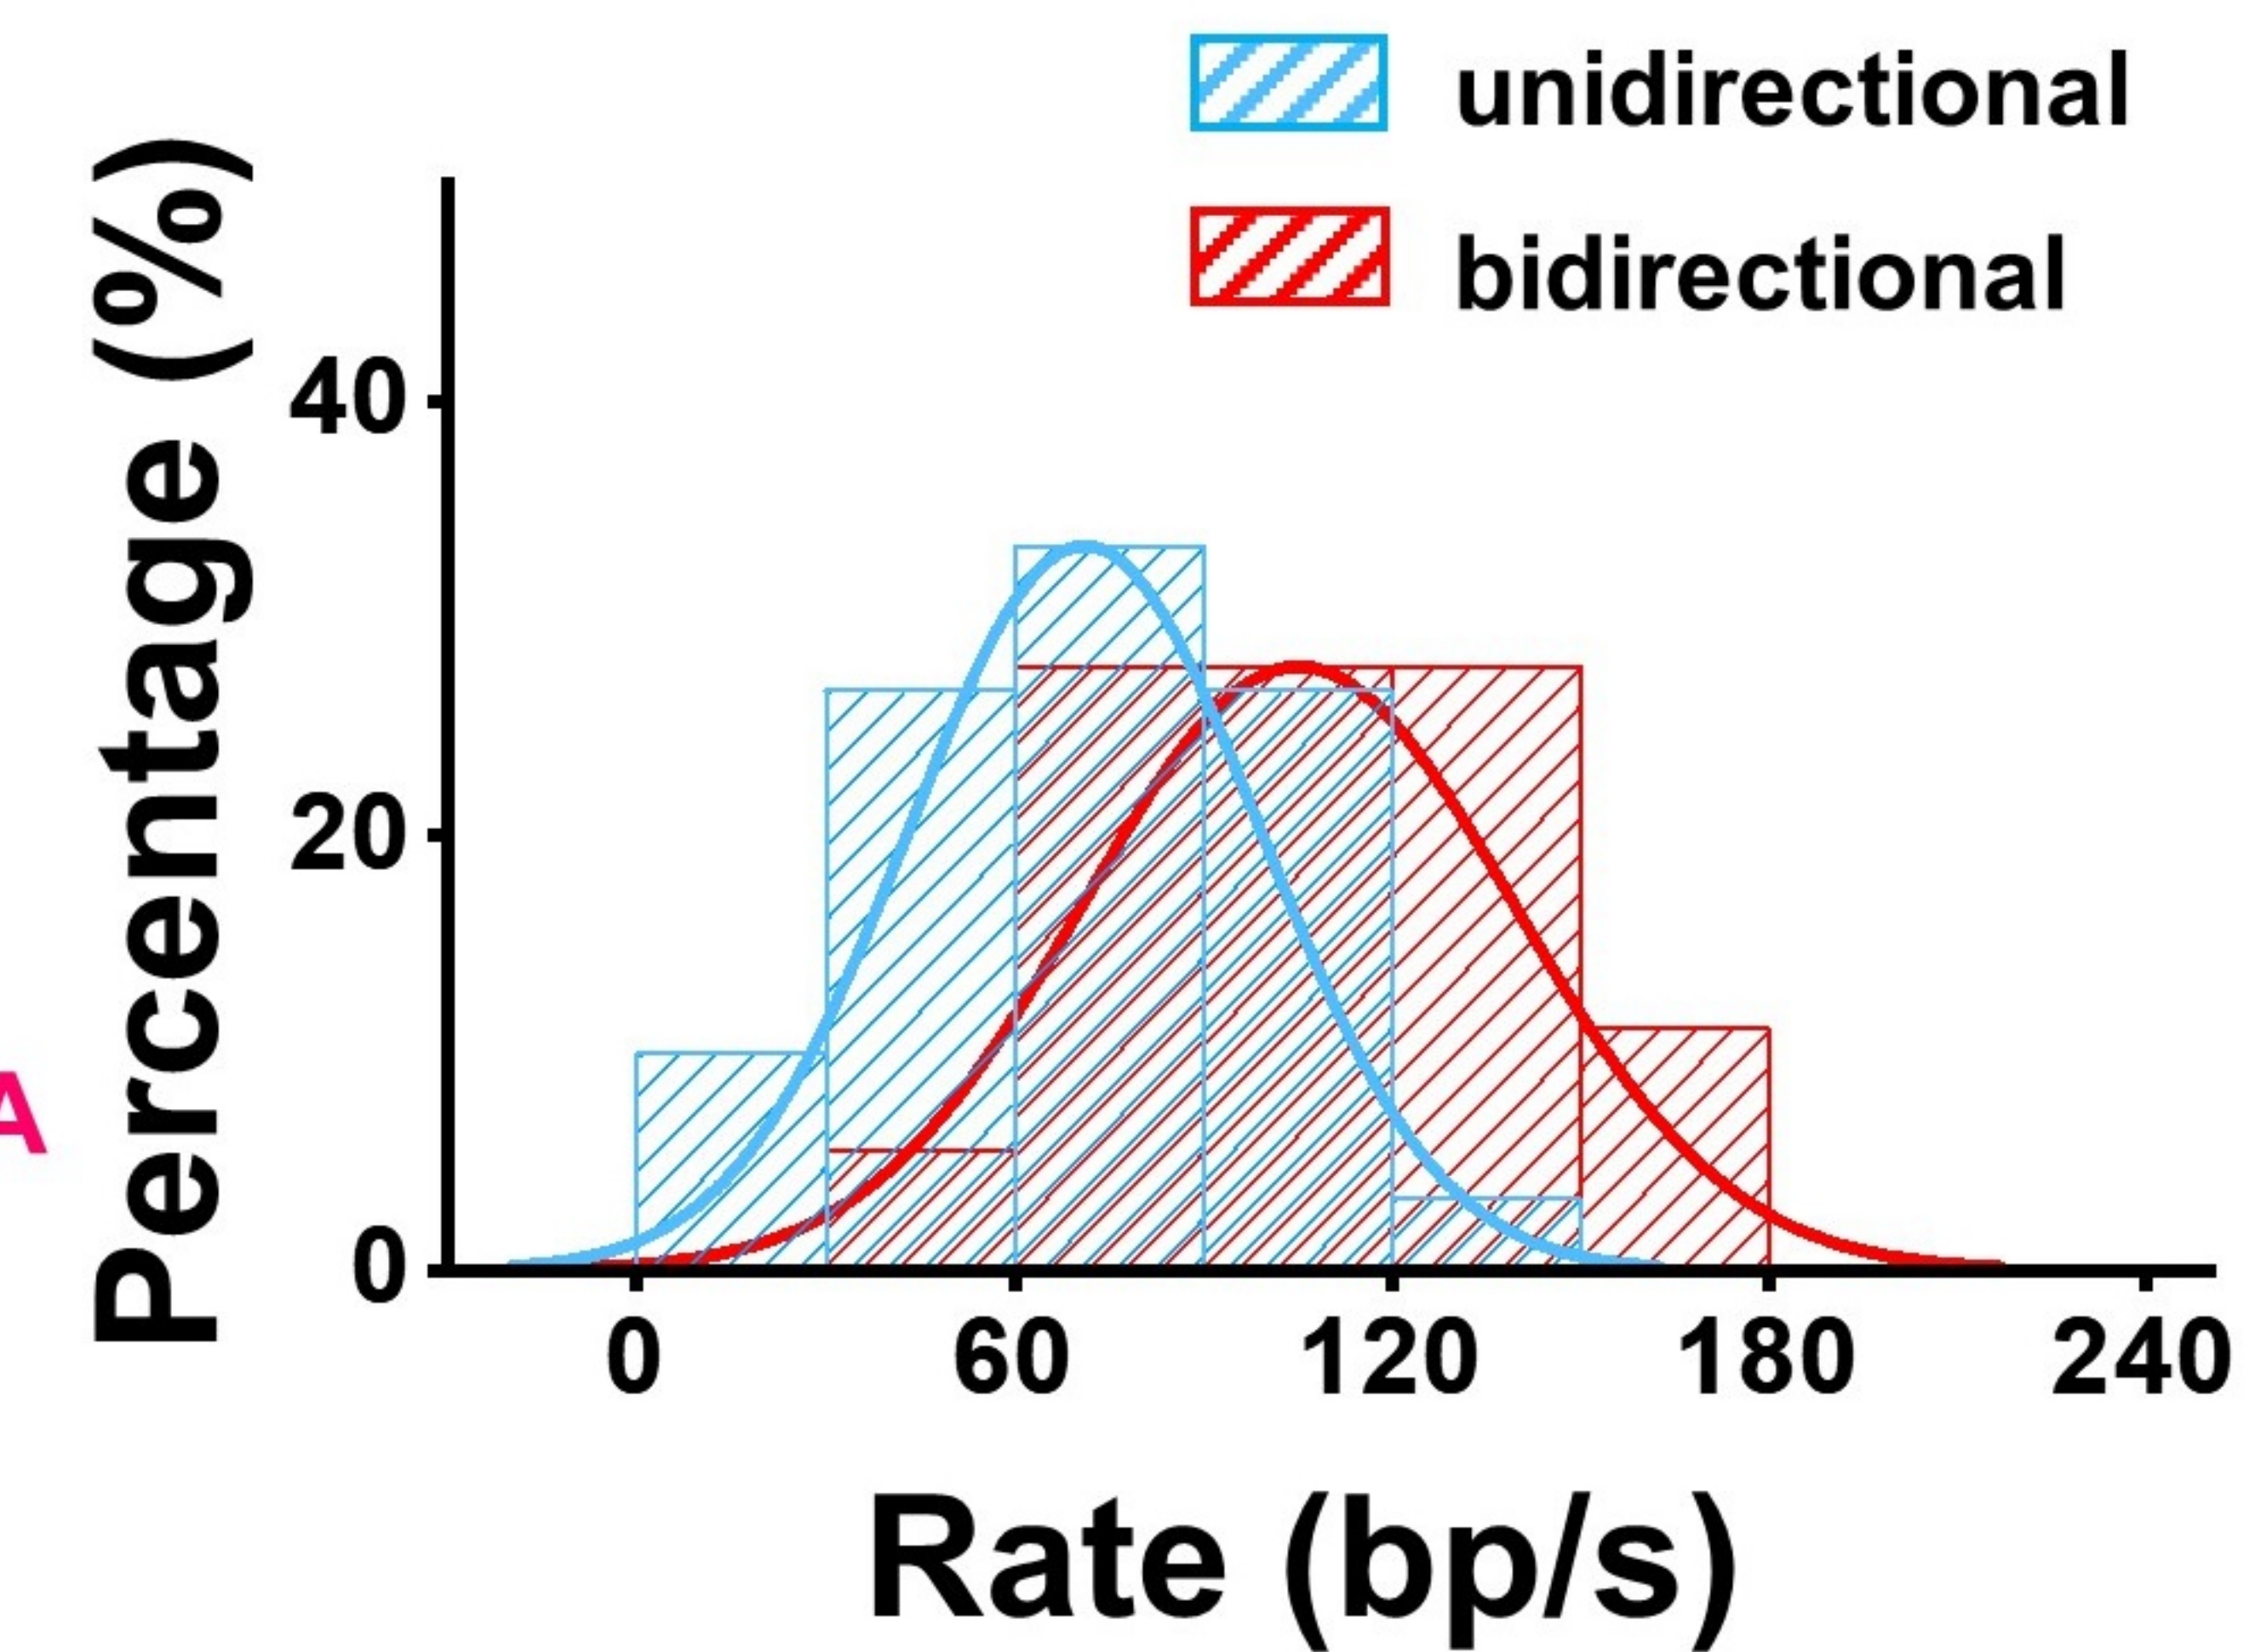 unidirectional
bidirectional
Percentage (%)
40
20
0
A
0 60 120 180 240
Rate (bp/s)